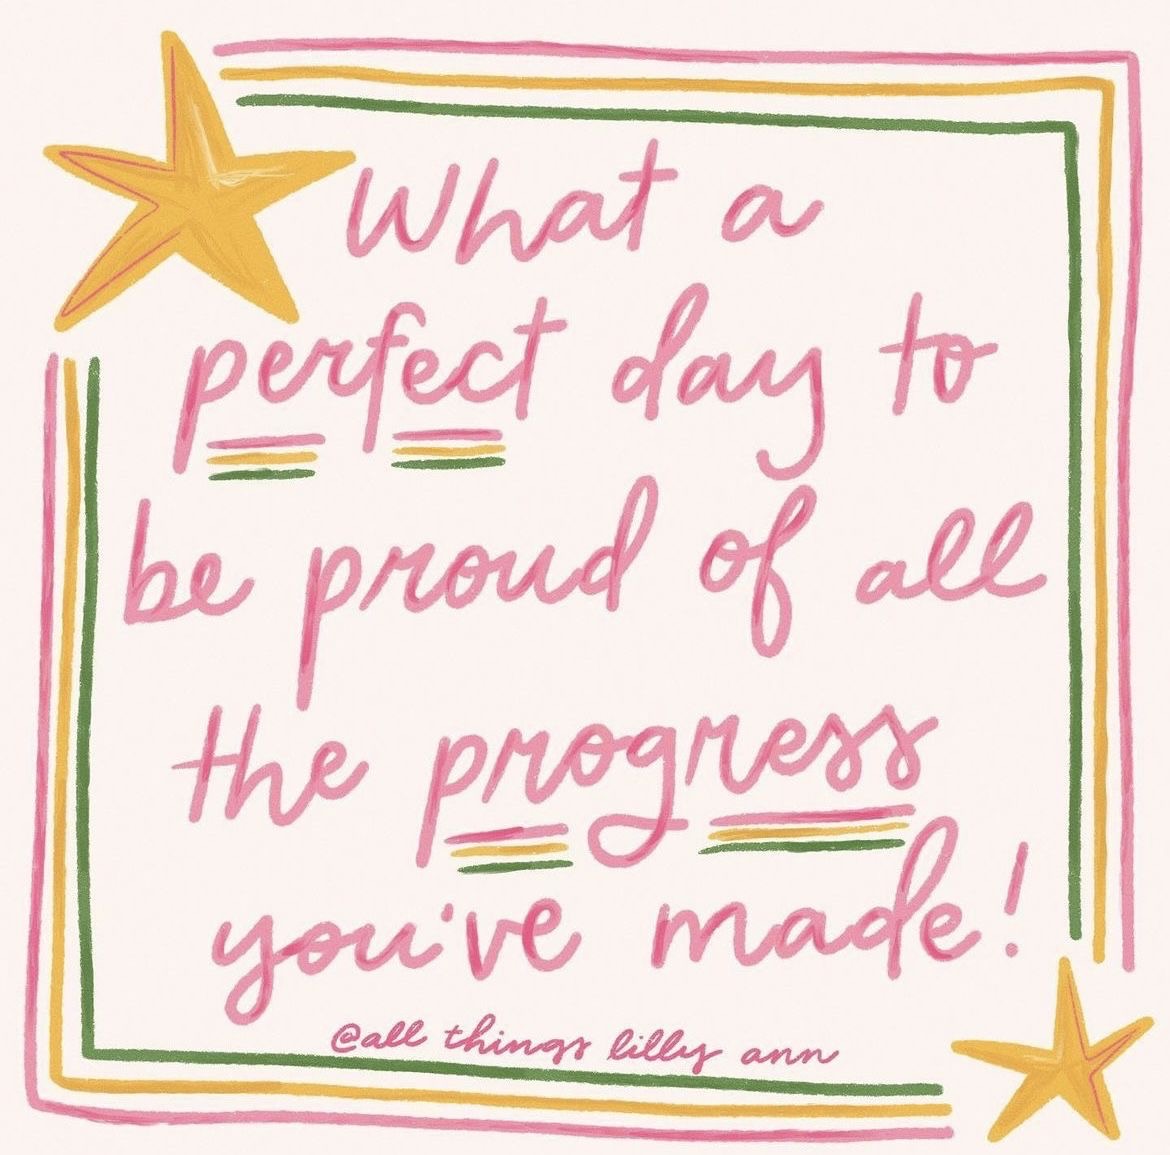 What a
perfect day to
be proud of all
the progress
you've made!
@all things lilly ann